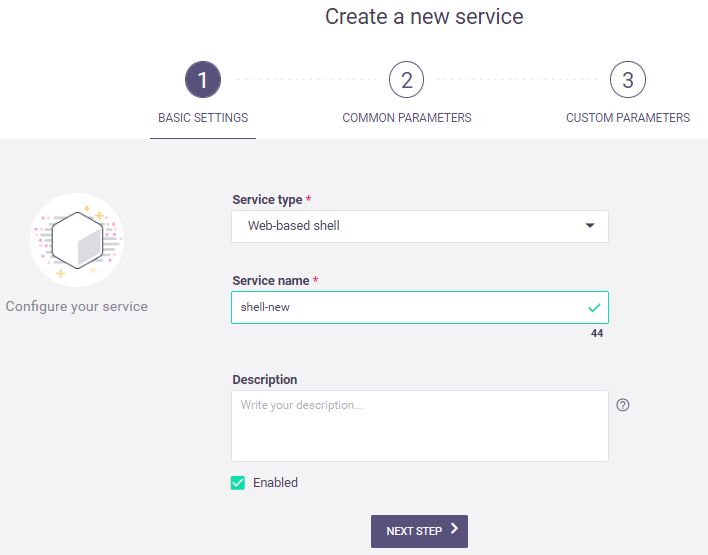 Create a new service
1
2
3
BASIC SETTINGS
COMMON PARAMETERS
CUSTOM PARAMETERS
Configure your service
Service type *
Web-based shell
Service name *
shell-new
44
Description
Write your description...
?
Enabled
NEXT STEP